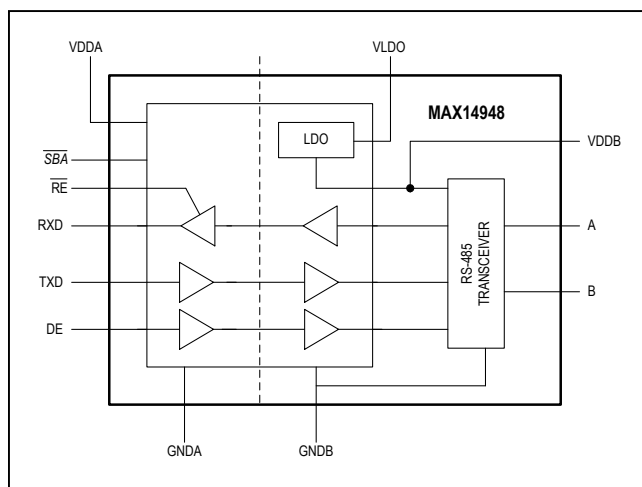 VDDA
VLDO
MAX14948
LDO
VDDB
SBA
RE
RXD
A
TXD
B
DE
RS-485
TRANSCEIVER
GNDA
GNDB